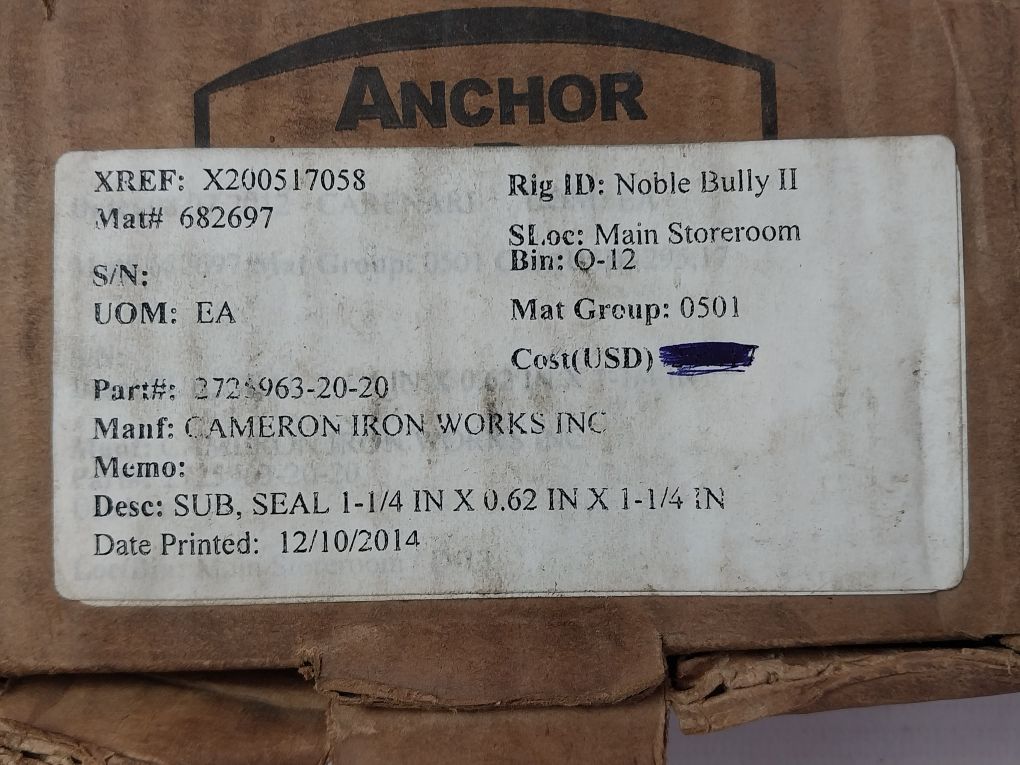 ANCHOR
XREF: X200517058
Mat# 682697
S/N:
UOM: EA
Rig ID: Noble Bully II
SLoc: Main Storeroom
Bin: O-12
Mat Group: 0501
Cost(USD)
Part#:
Manf: CAMERON IRON WORKS INC
Memo:
Desc: SUB, SEAL 1-1/4 IN X 0.62 IN X 1-1/4 IN
Date Printed: 12/10/2014